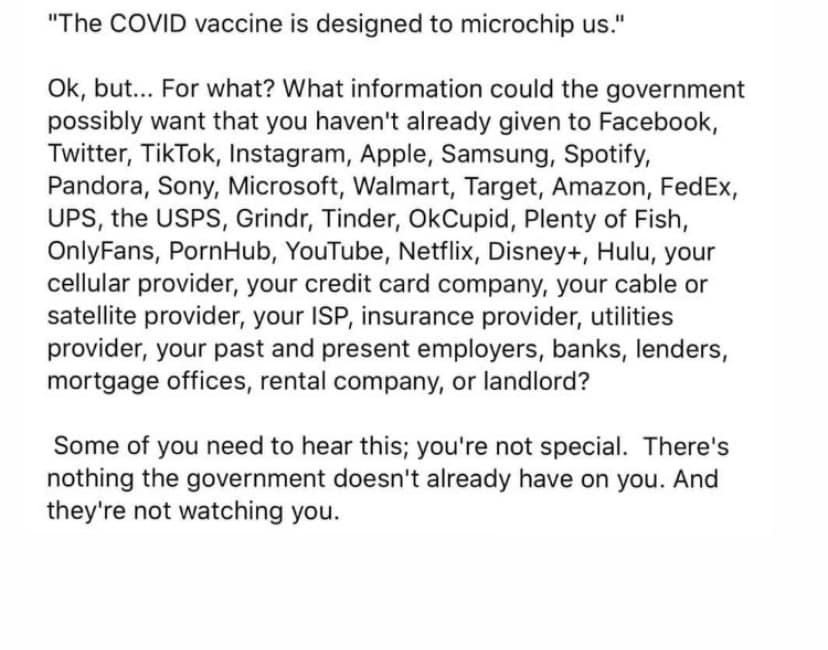 "The COVID vaccine is designed to microchip us."
Ok, but... For what? What information could the government
possibly want that you haven't already given to Facebook,
Twitter, TikTok, Instagram, Apple, Samsung, Spotify,
Pandora, Sony, Microsoft, Walmart, Target, Amazon, FedEx,
UPS, the USPS, Grindr, Tinder, OkCupid, Plenty of Fish,
OnlyFans, PornHub, YouTube, Netflix, Disney+, Hulu, your
cellular provider, your credit card company, your cable or
satellite provider, your ISP, insurance provider, utilities
provider, your past and present employers, banks, lenders,
mortgage offices, rental company, or landlord?
Some of you need to hear this; you're not special.  There's
nothing the government doesn't already have on you. And
they're not watching you.